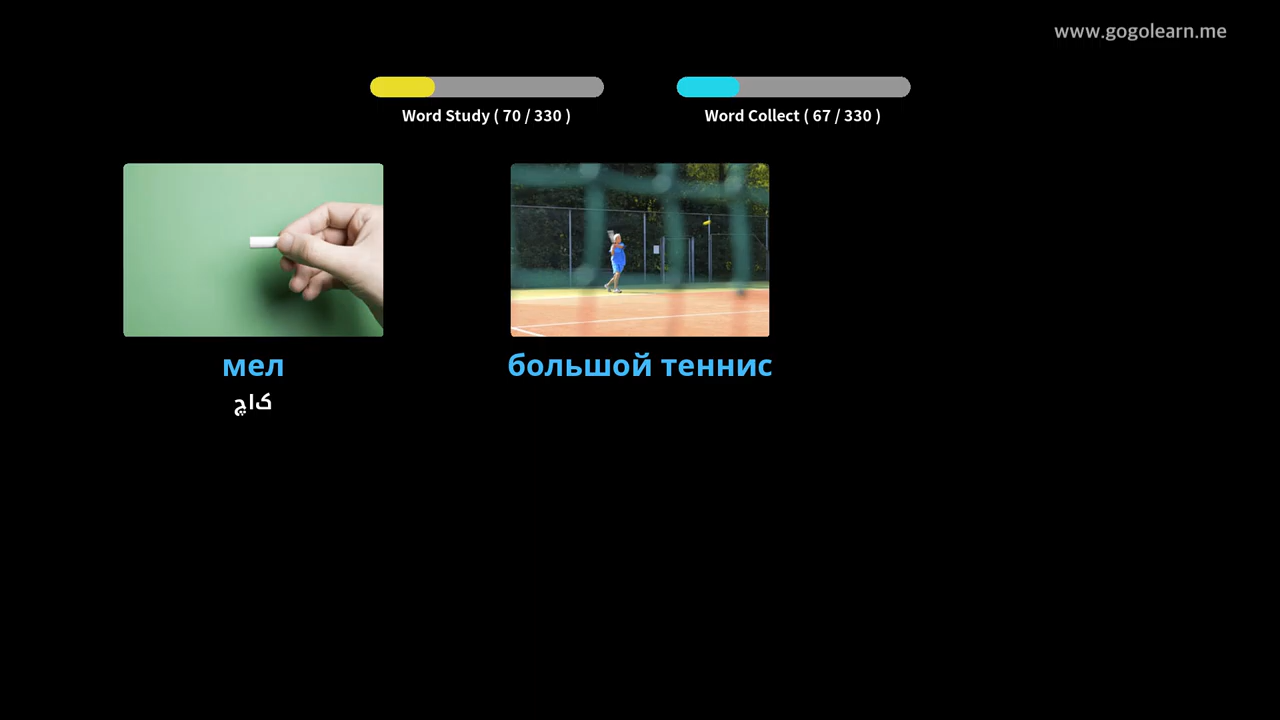 www.gogolearn.me
Word Study ( 70 / 330 )
Word Collect ( 67 / 330 )
мел
کاچ
большой теннис